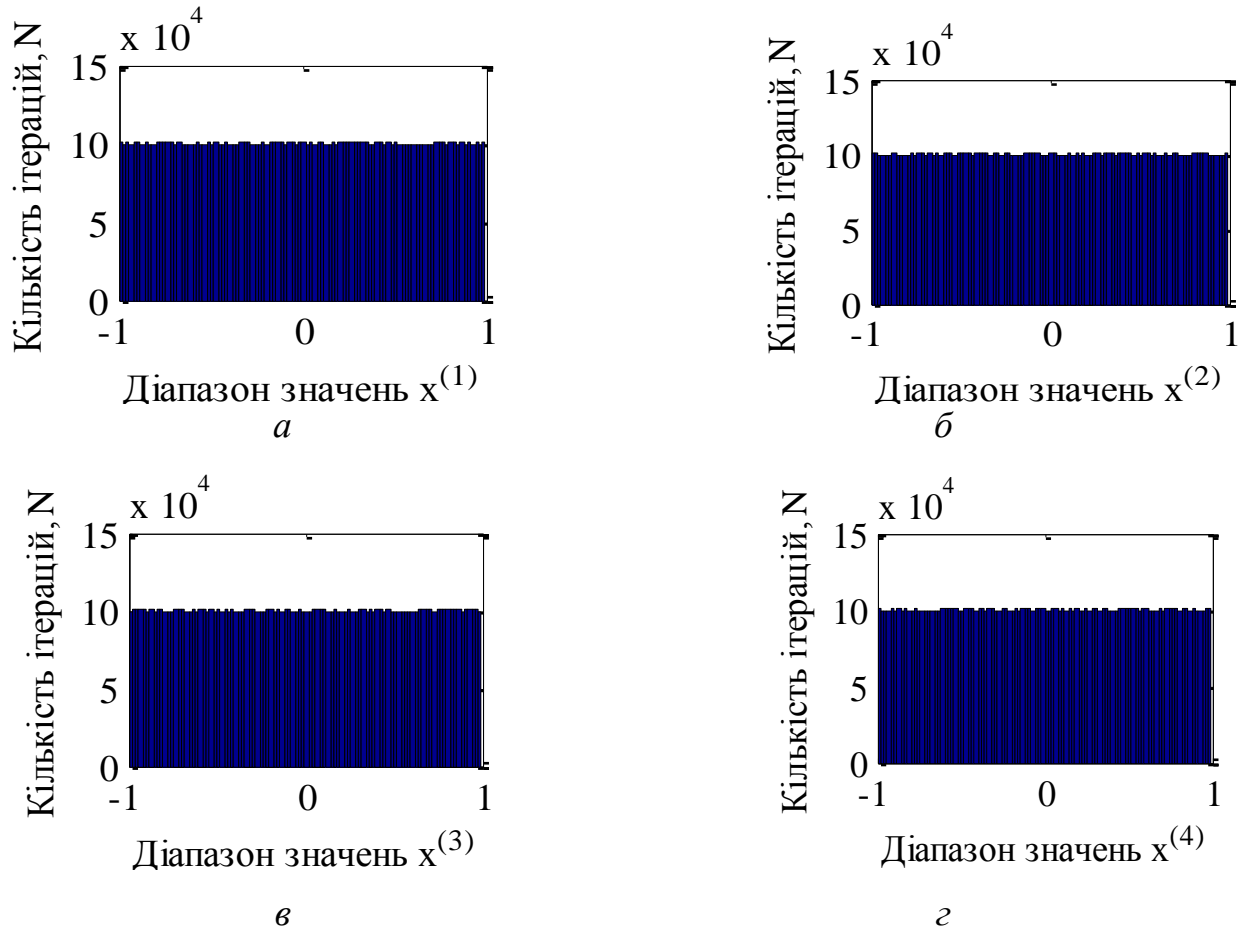 x 10^4
Кількість ітерацій, N
15
10
5
0
-1 0 1
Діапазон значень x^(1)
а
x 10^4
Кількість ітерацій, N
15
10
5
0
-1 0 1
Діапазон значень x^(2)
б
x 10^4
Кількість ітерацій, N
15
10
5
0
-1 0 1
Діапазон значень x^(3)
в
x 10^4
Кількість ітерацій, N
15
10
5
0
-1 0 1
Діапазон значень x^(4)
г